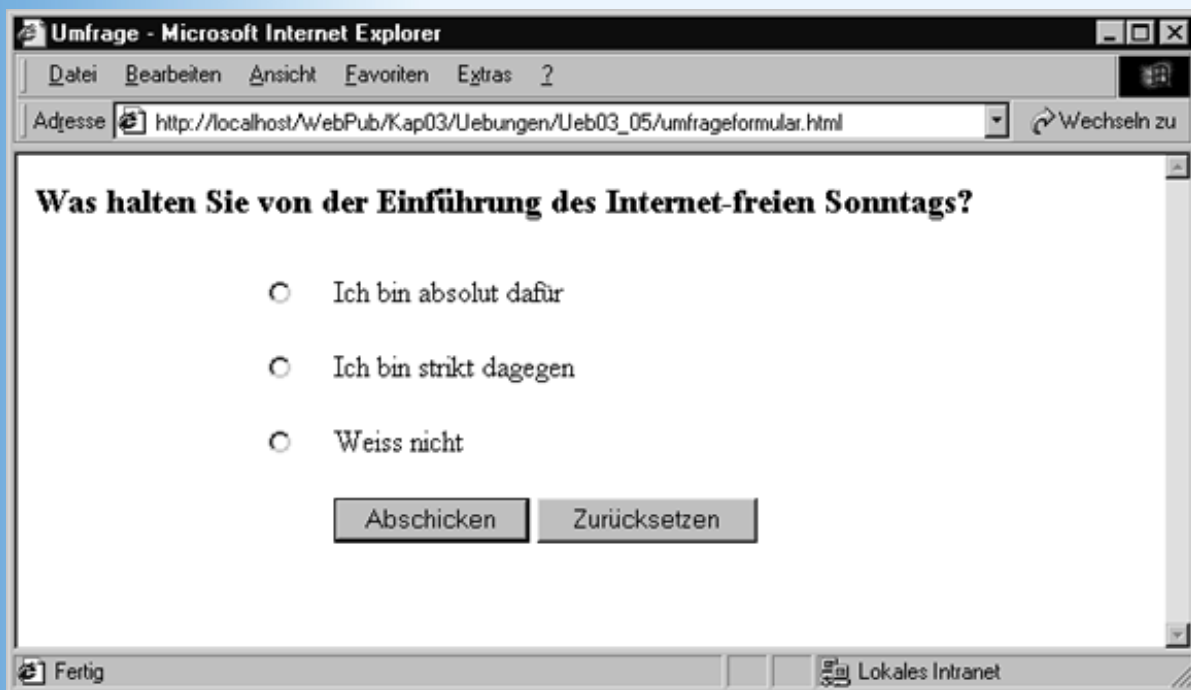 Umfrage - Microsoft Internet Explorer
Datei Bearbeiten Ansicht Favoriten Extras ?
Adresse http://localhost/WebPub/Kap03/Uebungen/Ueb03_05/umfrageformular.html Wechseln zu
Was halten Sie von der Einführung des Internet-freien Sonntags?
Ich bin absolut dafür
Ich bin strikt dagegen
Weiss nicht
Abschicken Zurücksetzen
Fertig Lokales Intranet